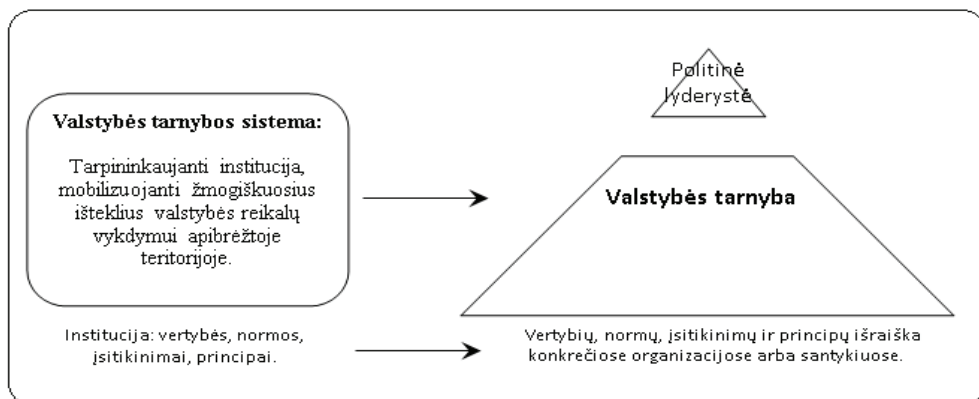 Politinė
lyderystė
Valstybės tarnybos sistema:
Tarpininkaujanti institucija,
mobilizuojanti žmogiškuosius
išteklius valstybės reikalų
vykdymui apibrėžtoje
teritorijoje.
Valstybės tarnyba
Institucija: vertybės, normos,
įsitikinimai, principai.
Vertybių, normų, įsitikinimų ir principų išraiška
konkrečiose organizacijose arba santykiuose.